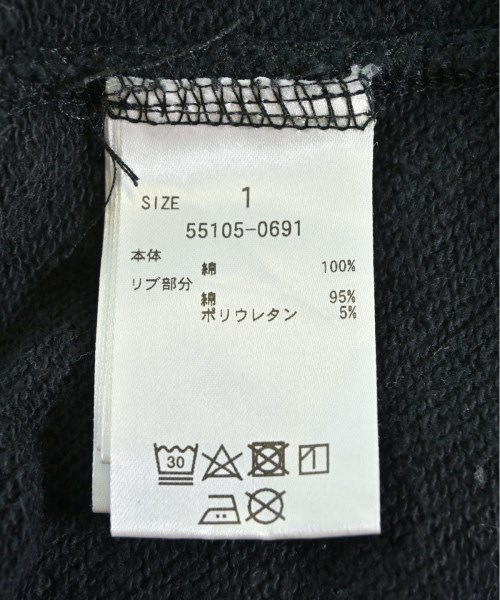 SIZE 1
55105-0691
本体 綿 100%
リブ部分
綿 95%
ポリウレタン 5%
30